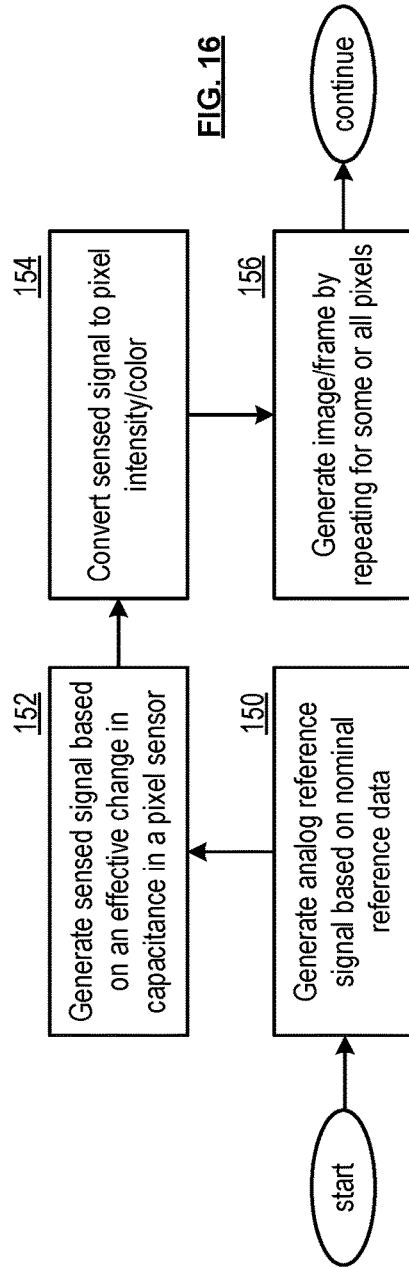 FIG. 16
start
150
Generate analog reference
signal based on nominal
reference data
152
Generate sensed signal based
on an effective change in
capacitance in a pixel sensor
154
Convert sensed signal to pixel
intensity/color
156
Generate image/frame by
repeating for some or all pixels
continue